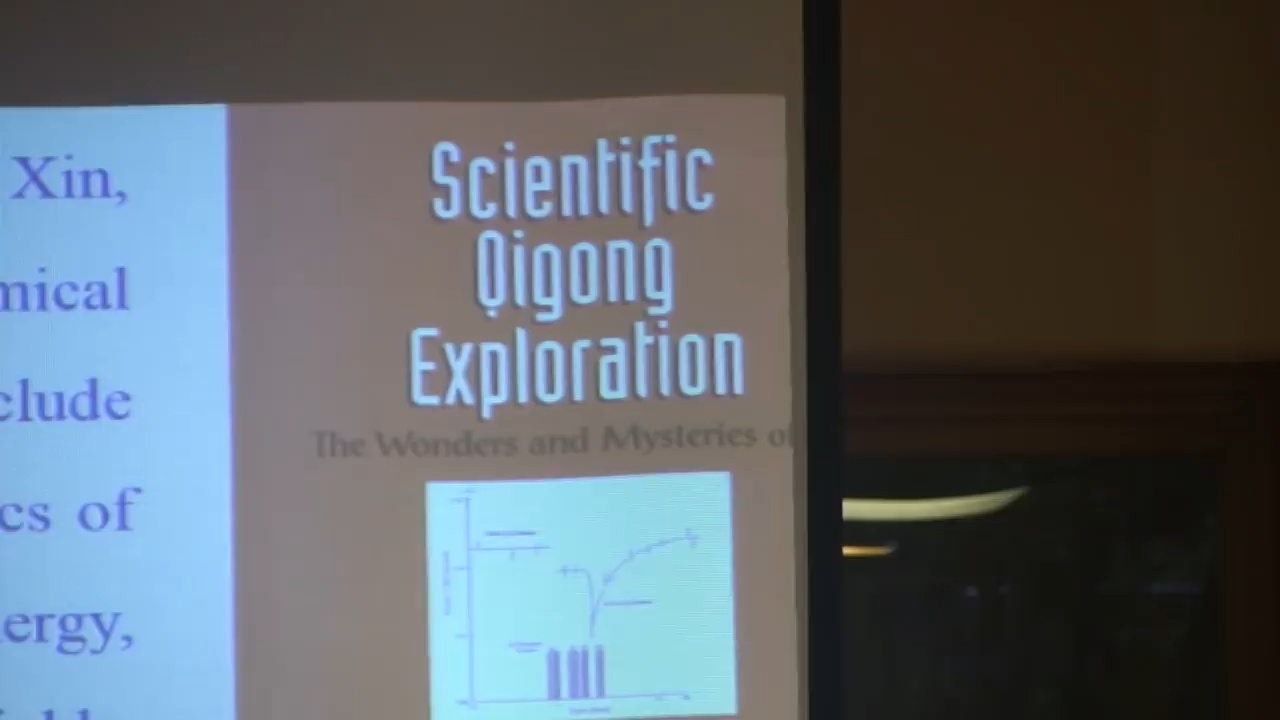 Xin,
mical
clude
cs of
ergy,
Scientific
Qigong
Exploration
The Wonders and Mysteries of